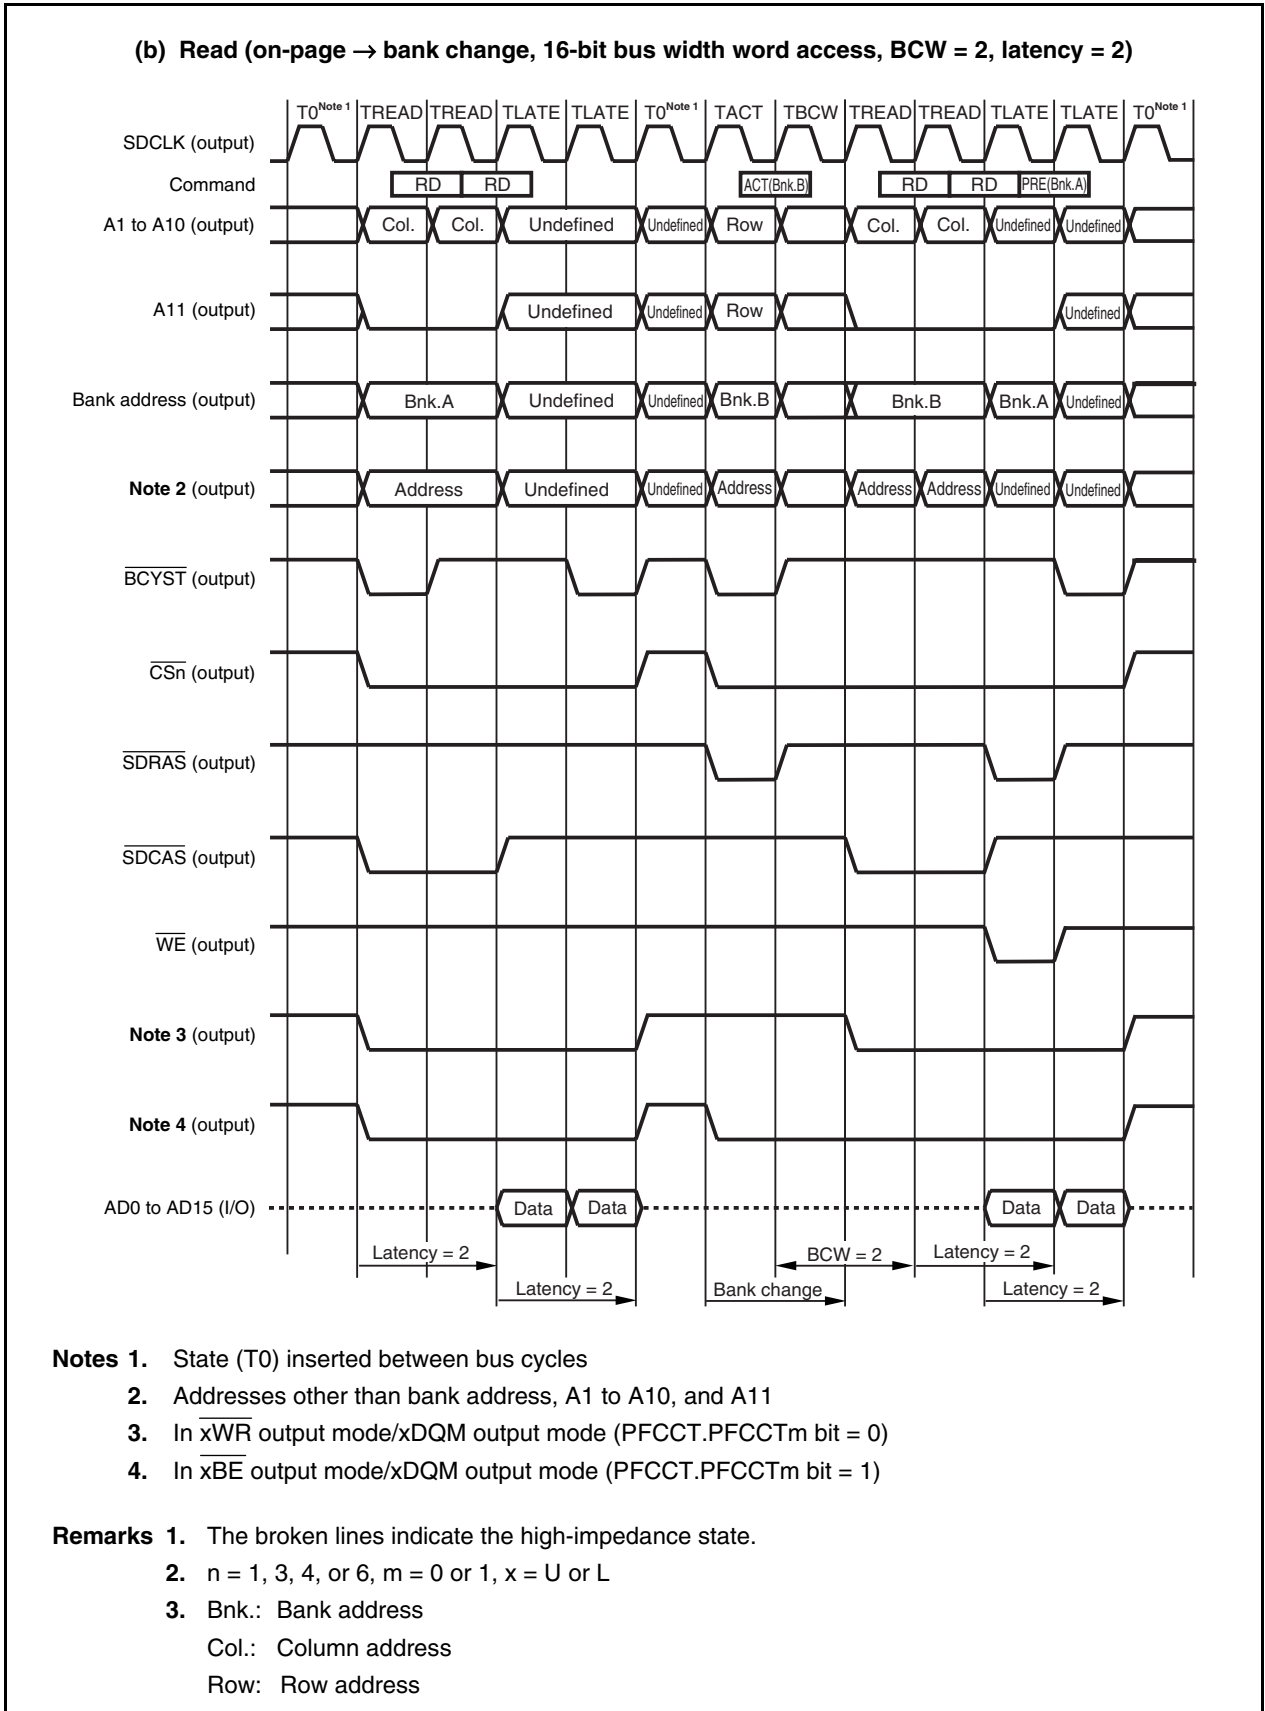 (b) Read (on-page → bank change, 16-bit bus width word access, BCW = 2, latency = 2)
T0 Note 1 TREAD TREAD TLATE TLATE T0 Note 1 TACT TBCW TREAD TREAD TLATE TLATE T0 Note 1
SDCLK (output)
Command RD RD ACT(Bnk.B) RD RD PRE(Bnk.A)
A1 to A10 (output) Col. Col. Undefined Undefined Row Col. Col. Undefined Undefined
A11 (output) Undefined Undefined Row Undefined
Bank address (output) Bnk.A Undefined Undefined Bnk.B Bnk.B Bnk.A Undefined
Note 2 (output) Address Undefined Undefined Address Address Address Undefined Undefined
BCYST (output)
CSn (output)
SDRAS (output)
SDCAS (output)
WE (output)
Note 3 (output)
Note 4 (output)
AD0 to AD15 (I/O) Data Data Data Data
Latency = 2 BCW = 2 Latency = 2
Latency = 2 Bank change Latency = 2
Notes 1. State (T0) inserted between bus cycles
2. Addresses other than bank address, A1 to A10, and A11
3. In xWR output mode/xDQM output mode (PFCCT.PFCCTm bit = 0)
4. In xBE output mode/xDQM output mode (PFCCT.PFCCTm bit = 1)
Remarks 1. The broken lines indicate the high-impedance state.
2. n = 1, 3, 4, or 6, m = 0 or 1, x = U or L
3. Bnk.: Bank address
Col.: Column address
Row: Row address